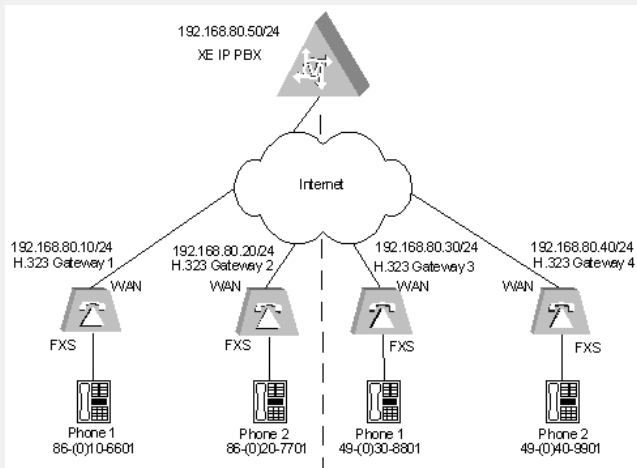 192.168.80.50/24
XE IP PBX
Internet
192.168.80.10/24
H.323 Gateway 1
192.168.80.20/24
H.323 Gateway 2
192.168.80.30/24
H.323 Gateway 3
192.168.80.40/24
H.323 Gateway 4
WAN
WAN
WAN
WAN
FXS
FXS
FXS
FXS
Phone 1
86-(0)10-6601
Phone 2
86-(0)20-7701
Phone 1
49-(0)30-8801
Phone 2
49-(0)40-9901